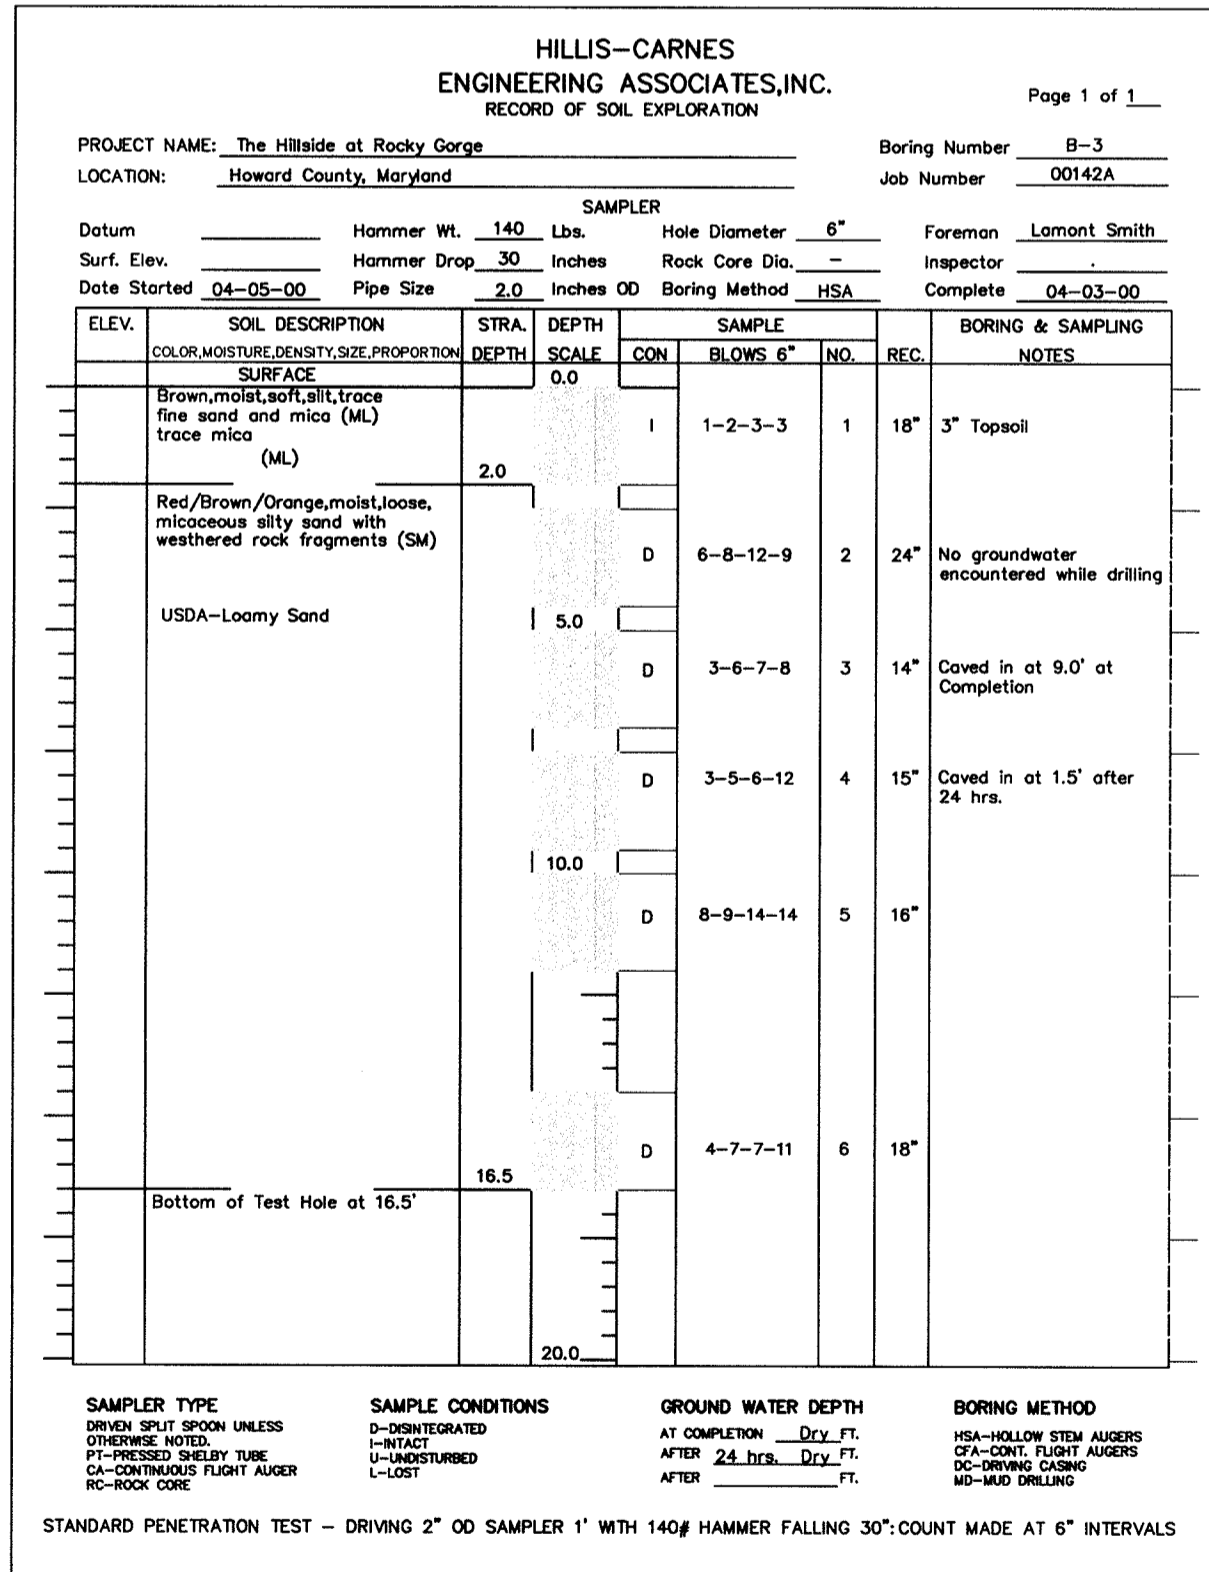 HILLIS-CARNES
ENGINEERING ASSOCIATES,INC.
RECORD OF SOIL EXPLORATION
Page 1 of 1
PROJECT NAME: The Hillside at Rocky Gorge Boring Number B-3
LOCATION: Howard County, Maryland Job Number 00142A
SAMPLER
Datum Hammer Wt. 140 Lbs. Hole Diameter 6" Foreman Lamont Smith
Surf. Elev. Hammer Drop 30 Inches Rock Core Dia. - Inspector .
Date Started 04-05-00 Pipe Size 2.0 Inches OD Boring Method HSA Complete 04-03-00
ELEV. SOIL DESCRIPTION STRA. DEPTH SAMPLE BORING & SAMPLING
COLOR,MOISTURE,DENSITY,SIZE,PROPORTION DEPTH SCALE CON BLOWS 6" NO. REC. NOTES
SURFACE 0.0
Brown,moist,soft,silt,trace
fine sand and mica (ML)
trace mica I 1-2-3-3 1 18" 3" Topsoil
(ML)
2.0
Red/Brown/Orange,moist,loose,
micaceous silty sand with
westhered rock fragments (SM)
D 6-8-12-9 2 24" No groundwater
encountered while drilling
USDA-Loamy Sand 5.0
D 3-6-7-8 3 14" Caved in at 9.0' at
Completion
D 3-5-6-12 4 15" Caved in at 1.5' after
24 hrs.
10.0
D 8-9-14-14 5 16"
D 4-7-7-11 6 18"
16.5
Bottom of Test Hole at 16.5'
20.0
SAMPLER TYPE
DRIVEN SPLIT SPOON UNLESS
OTHERWISE NOTED.
PT-PRESSED SHELBY TUBE
CA-CONTINUOUS FLIGHT AUGER
RC-ROCK CORE
SAMPLE CONDITIONS
D-DISINTEGRATED
I-INTACT
U-UNDISTURBED
L-LOST
GROUND WATER DEPTH
AT COMPLETION Dry FT.
AFTER 24 hrs. Dry FT.
AFTER FT.
BORING METHOD
HSA-HOLLOW STEM AUGERS
CFA-CONT. FLIGHT AUGERS
DC-DRIVING CASING
MD-MUD DRILLING
STANDARD PENETRATION TEST - DRIVING 2" OD SAMPLER 1' WITH 140# HAMMER FALLING 30": COUNT MADE AT 6" INTERVALS